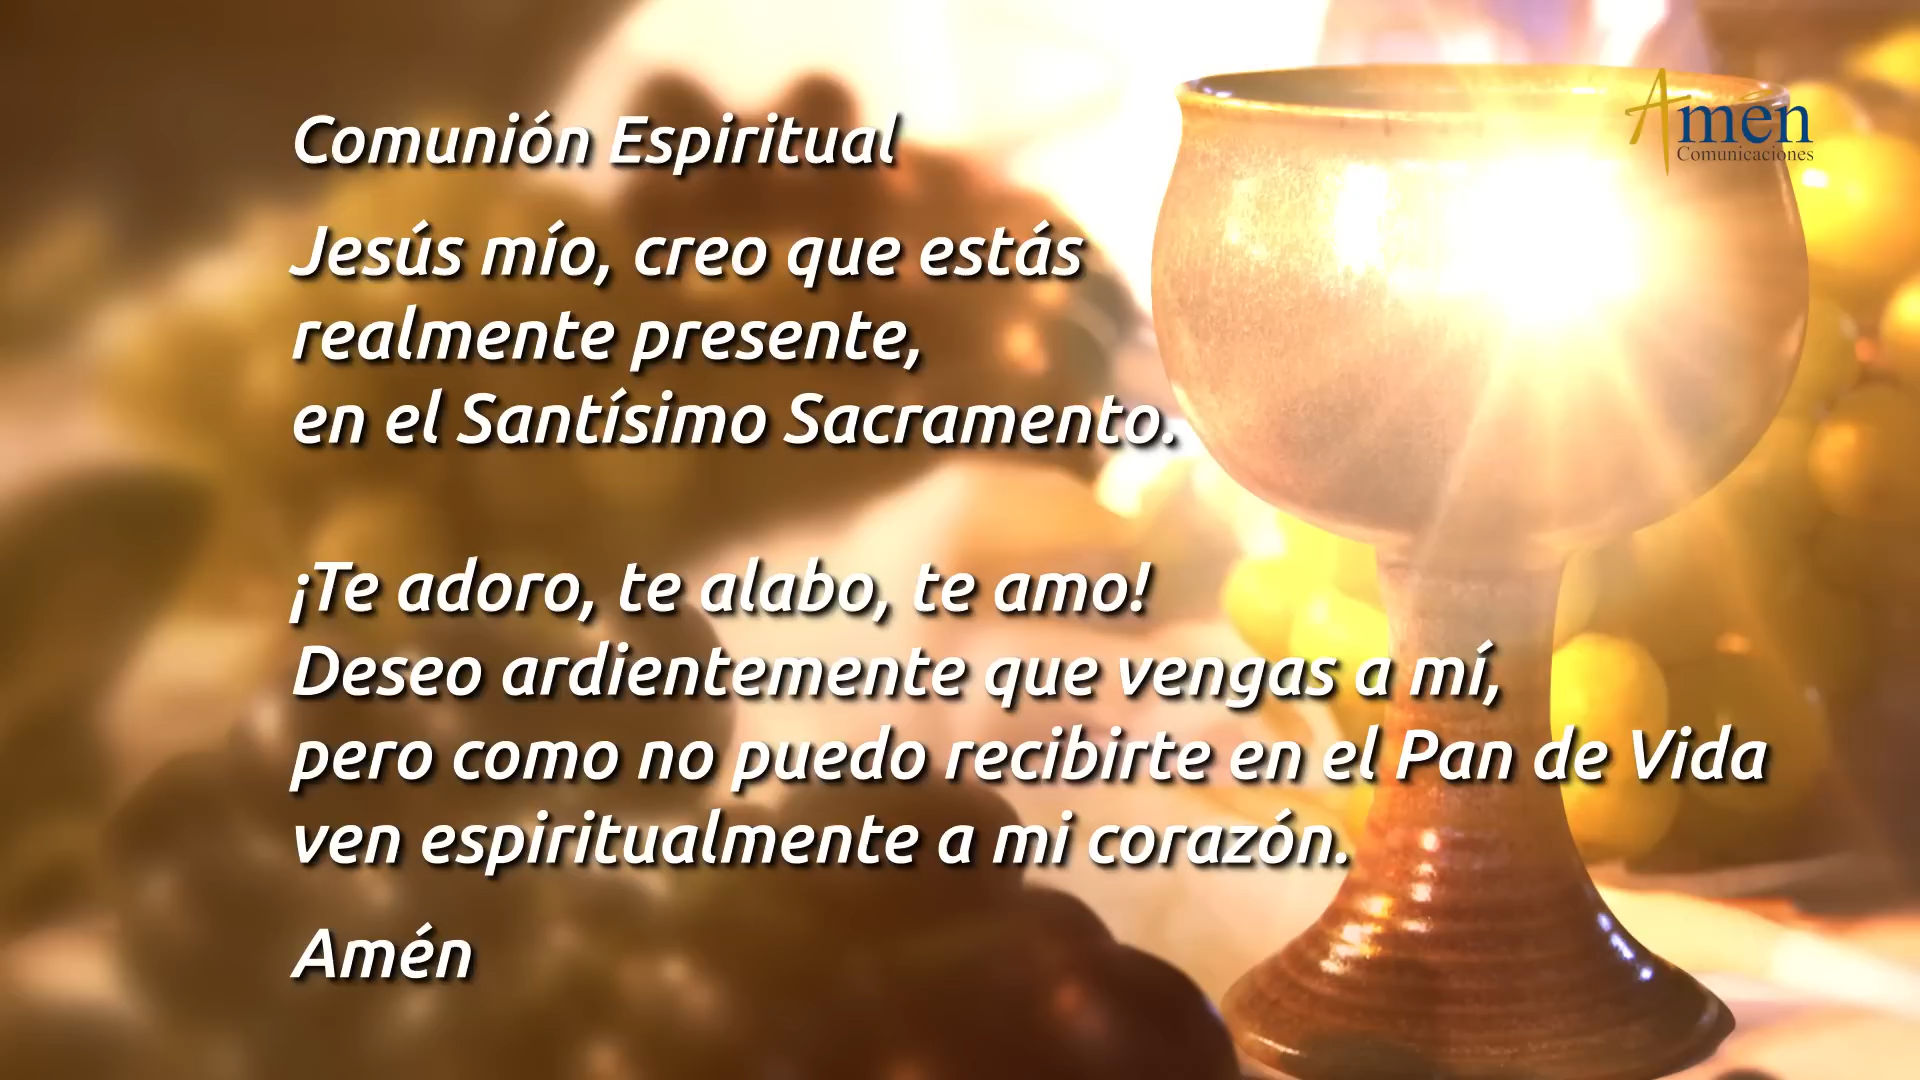 Amén
Comunicaciones
Comunión Espiritual
Jesús mío, creo que estás
realmente presente,
en el Santísimo Sacramento.
¡Te adoro, te alabo, te amo!
Deseo ardientemente que vengas a mí,
pero como no puedo recibirte en el Pan de Vida
ven espiritualmente a mi corazón.
Amén